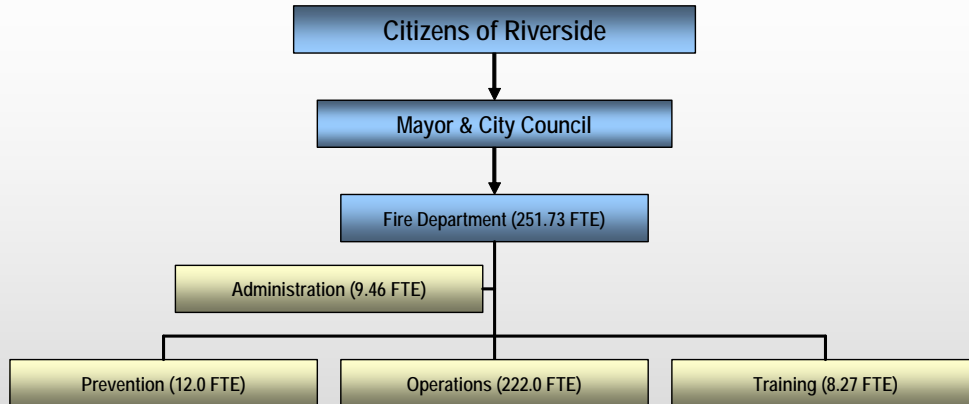 Citizens of Riverside
Mayor & City Council
Fire Department (251.73 FTE)
Administration (9.46 FTE)
Prevention (12.0 FTE)
Operations (222.0 FTE)
Training (8.27 FTE)